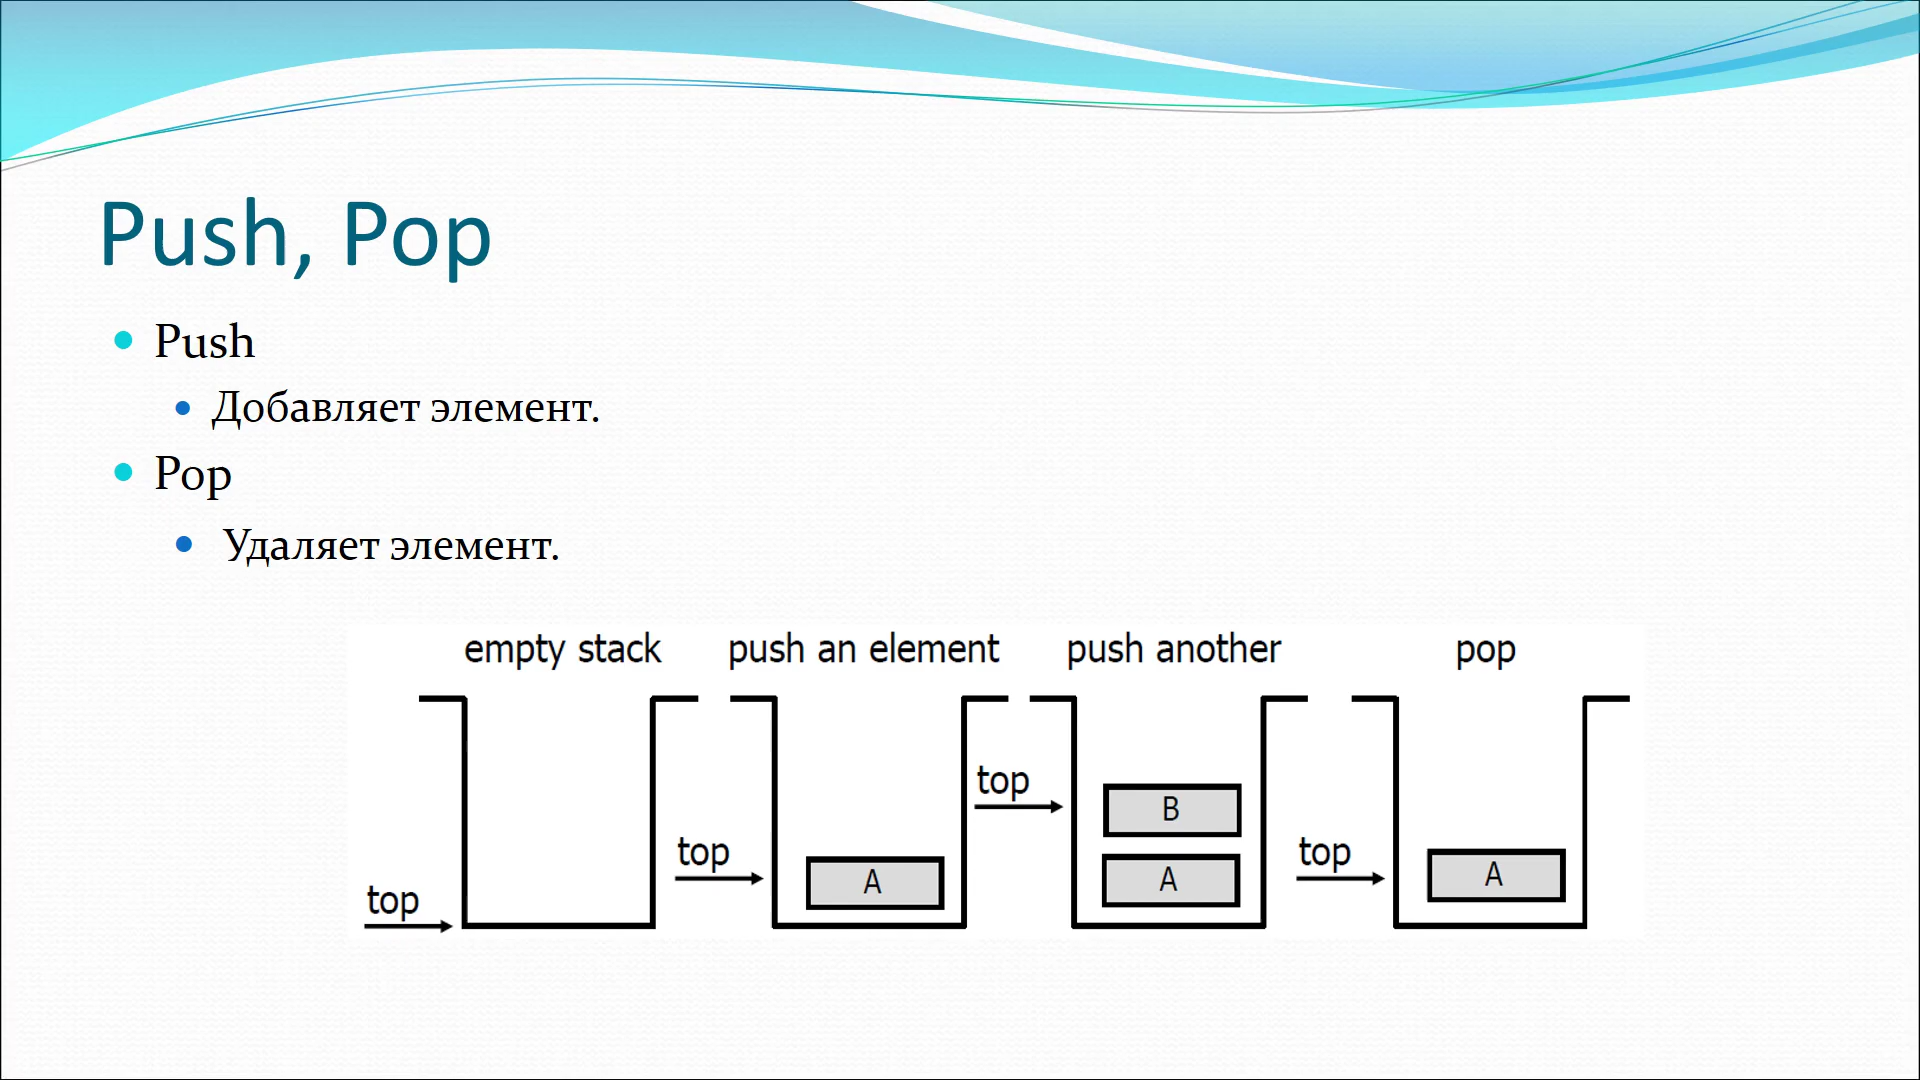 Push, Pop
Push
Добавляет элемент.
Pop
Удаляет элемент.
empty stack
push an element
push another
pop
top
top
A
top
B
A
top
A